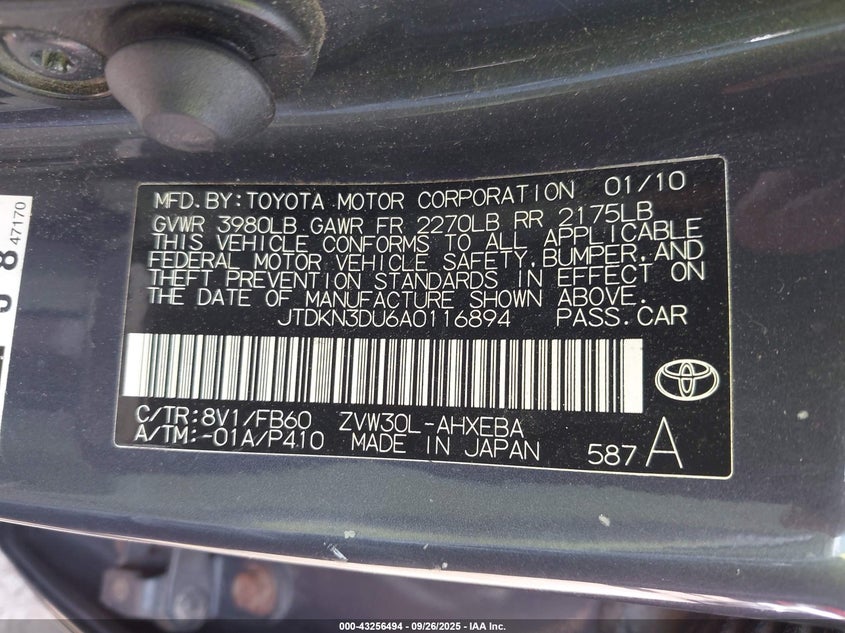 MFD.BY:TOYOTA MOTOR CORPORATION 01/10
GVWR 3980LB GAWR FR 2270LB RR 2175LB
THIS VEHICLE CONFORMS TO ALL APPLICABLE
FEDERAL MOTOR VEHICLE SAFETY,BUMPER,AND
THEFT PREVENTION STANDARDS IN EFFECT ON
THE DATE OF MANUFACTURE SHOWN ABOVE.
JTDKN3DU6A0116894 PASS.CAR
C/TR:8V1/FB60 ZVW30L-AHXEBA
A/TM:-01A/P410 MADE IN JAPAN
587 A
47170
000-43256494 - 09/26/2025 - IAA Inc.